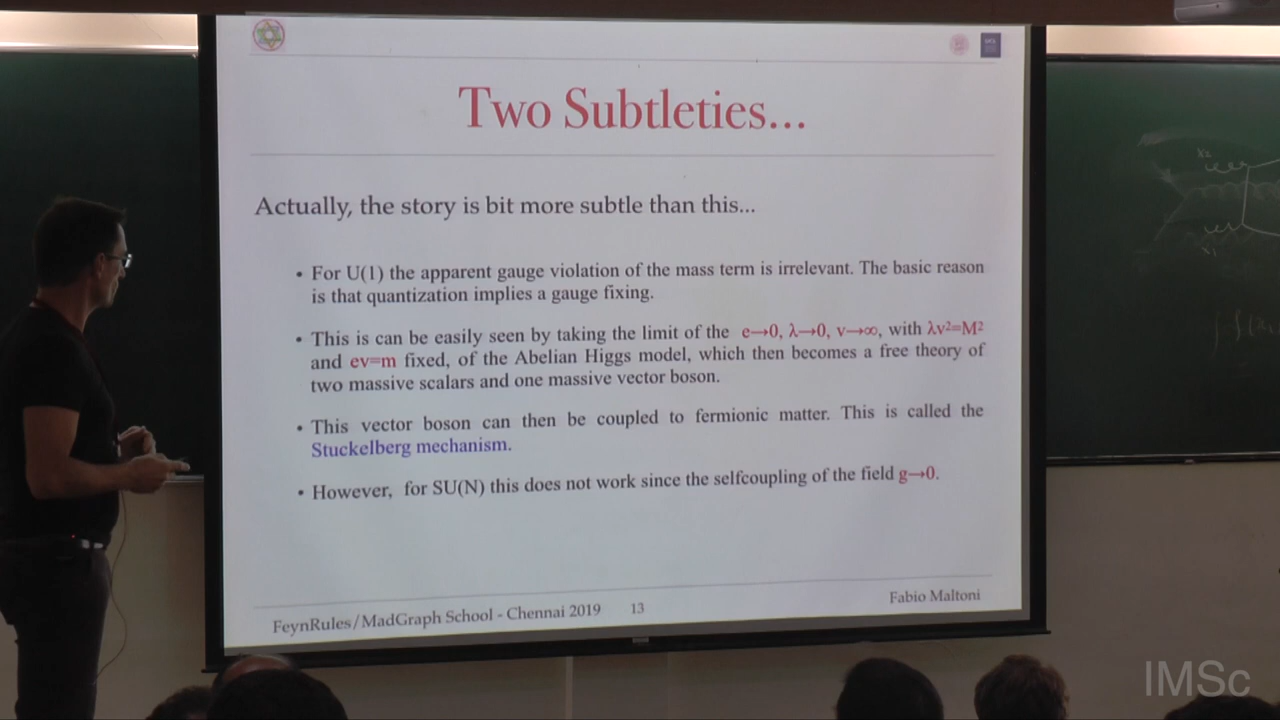 Two Subtleties...
Actually, the story is bit more subtle than this...
• For U(1) the apparent gauge violation of the mass term is irrelevant. The basic reason
is that quantization implies a gauge fixing.
• This is can be easily seen by taking the limit of the e→0, λ→0, v→∞, with λv²=M²
and ev=m fixed, of the Abelian Higgs model, which then becomes a free theory of
two massive scalars and one massive vector boson.
• This vector boson can then be coupled to fermionic matter. This is called the
Stuckelberg mechanism.
• However, for SU(N) this does not work since the selfcoupling of the field g→0.
FeynRules/MadGraph School - Chennai 2019 13 Fabio Maltoni
IMSc